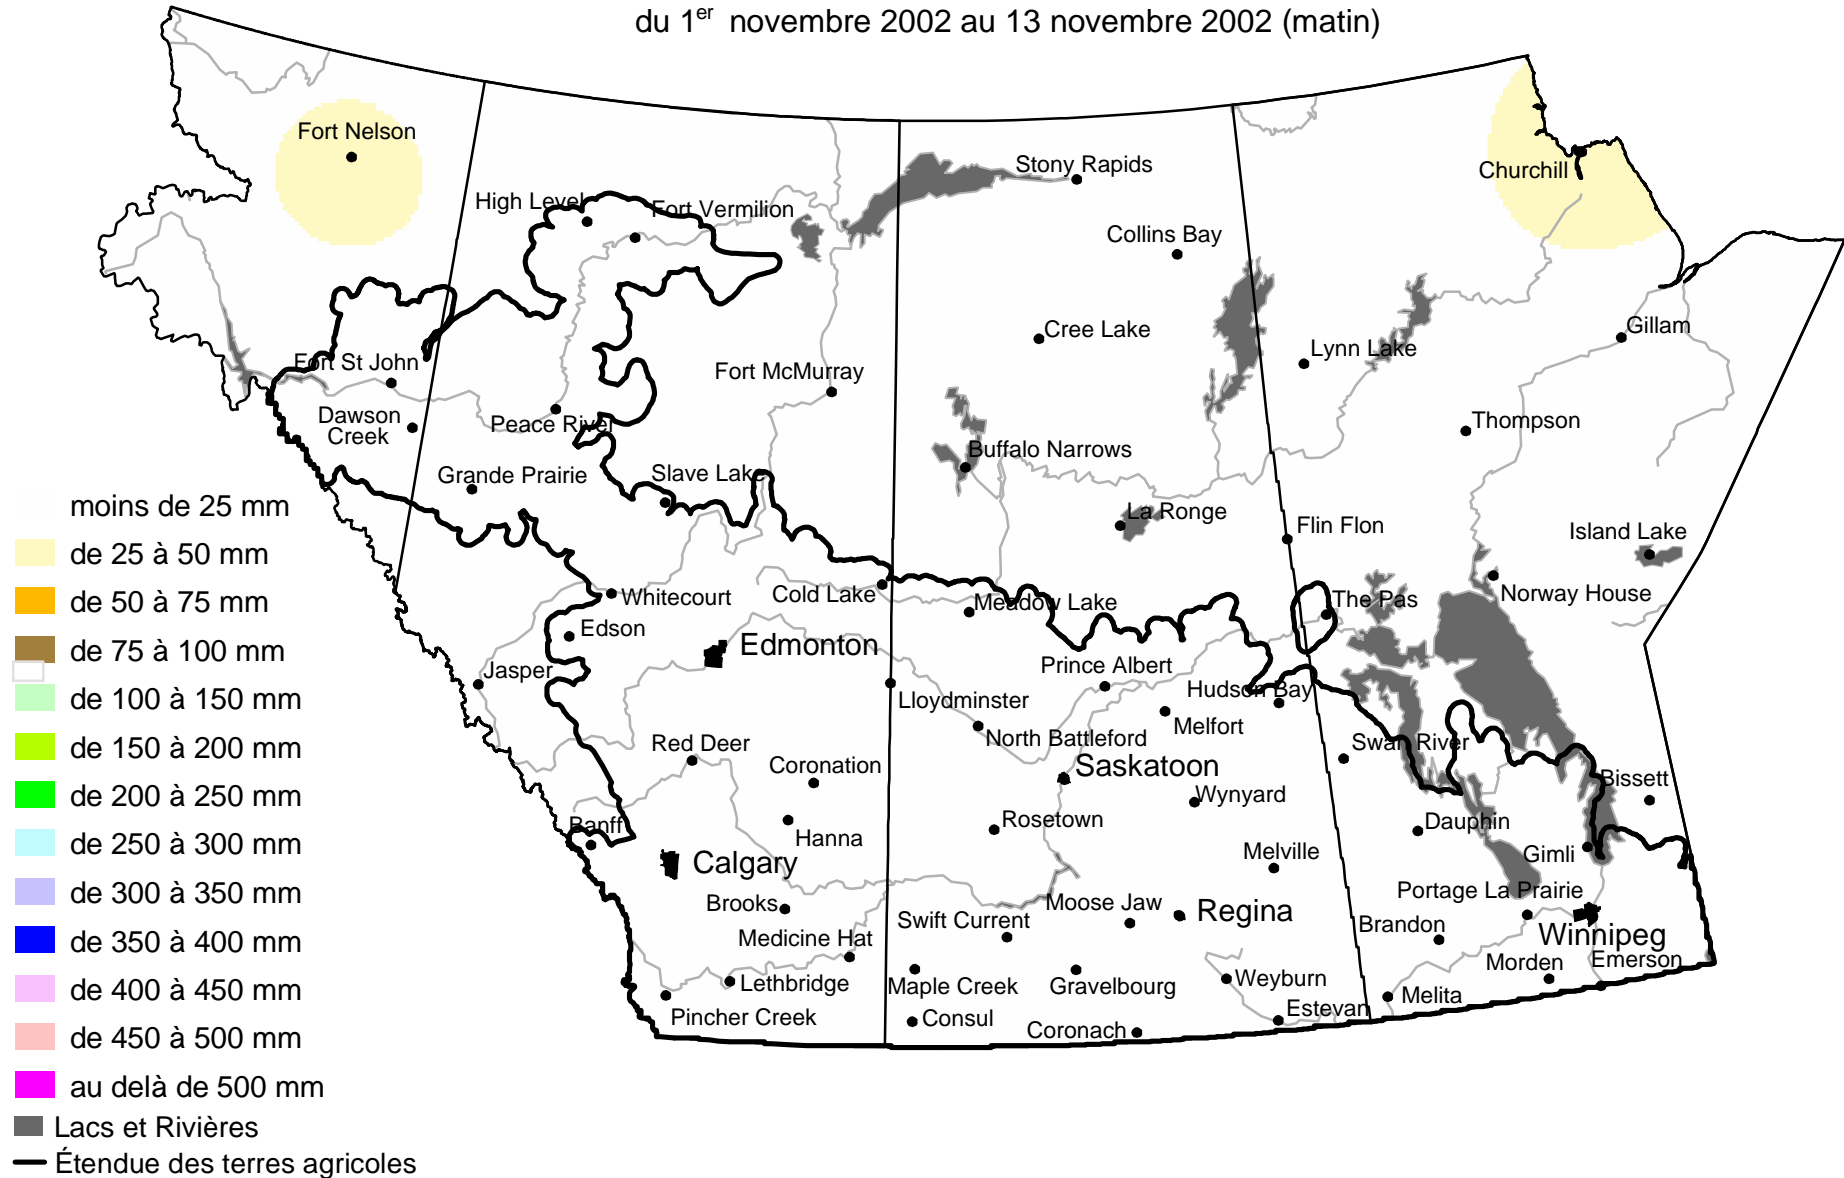 du 1er novembre 2002 au 13 novembre 2002 (matin)
Fort Nelson
Stony Rapids
Churchill
High Level
Fort Vermilion
Collins Bay
Cree Lake
Gillam
Lynn Lake
Fort St John
Fort McMurray
Dawson
Creek
Peace River
Thompson
Buffalo Narrows
Grande Prairie
Slave Lake
La Ronge
Flin Flon
Island Lake
Whitecourt
Cold Lake
Meadow Lake
The Pas
Norway House
Edson
Edmonton
Jasper
Prince Albert
Hudson Bay
Lloydminster
Melfort
North Battleford
Red Deer
Swan River
Coronation
Saskatoon
Bissett
Wynyard
Banff
Hanna
Rosetown
Dauphin
Calgary
Melville
Gimli
Portage La Prairie
Brooks
Moose Jaw
Regina
Swift Current
Brandon
Winnipeg
Medicine Hat
Emerson
Morden
Lethbridge
Maple Creek
Gravelbourg
Weyburn
Melita
Pincher Creek
Consul
Coronach
Estevan
moins de 25 mm
de 25 à 50 mm
de 50 à 75 mm
de 75 à 100 mm
de 100 à 150 mm
de 150 à 200 mm
de 200 à 250 mm
de 250 à 300 mm
de 300 à 350 mm
de 350 à 400 mm
de 400 à 450 mm
de 450 à 500 mm
au delà de 500 mm
Lacs et Rivières
Étendue des terres agricoles